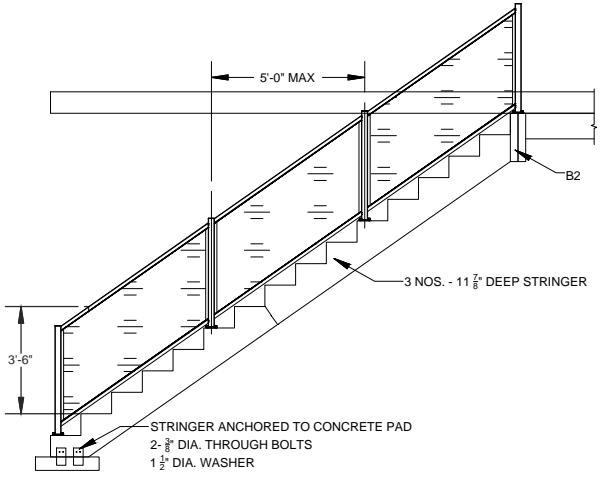 5'-0" MAX
B2
3 NOS. - 11 7/8" DEEP STRINGER
3'-6"
STRINGER ANCHORED TO CONCRETE PAD
2- 3/8" DIA. THROUGH BOLTS
1 1/2" DIA. WASHER